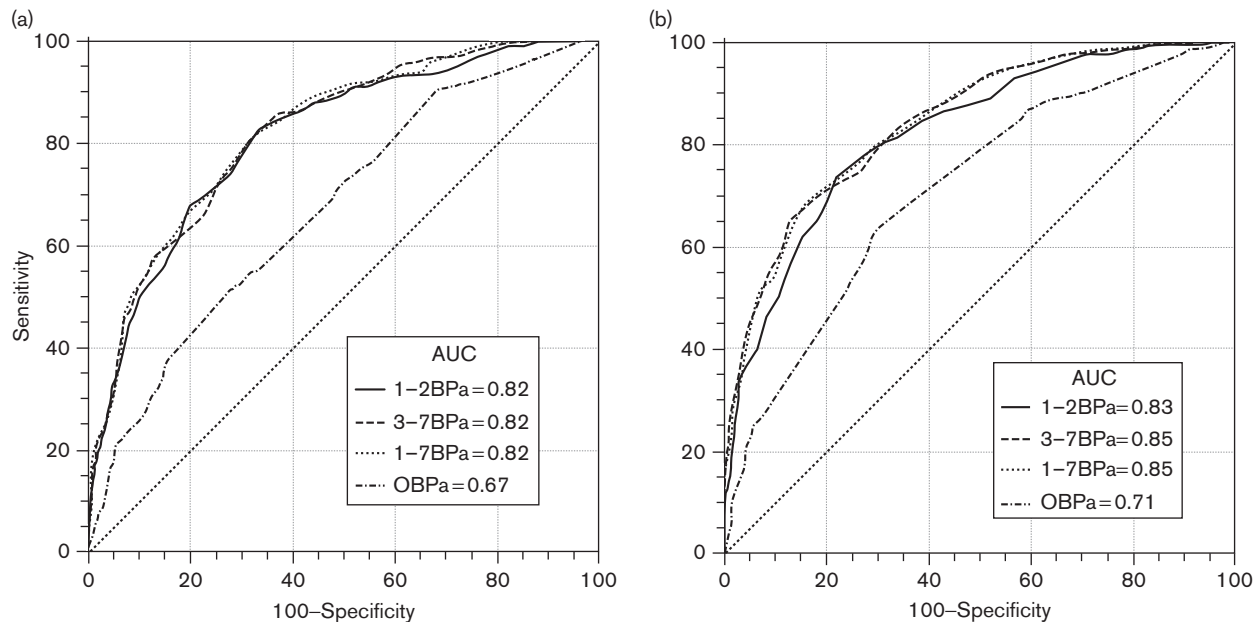 (a)
100
80
60
40
20
0
Sensitivity
0 20 40 60 80 100
100–Specificity
AUC
1–2BPa=0.82
3–7BPa=0.82
1–7BPa=0.82
OBPa=0.67
(b)
100
80
60
40
20
0
0 20 40 60 80 100
100–Specificity
AUC
1–2BPa=0.83
3–7BPa=0.85
1–7BPa=0.85
OBPa=0.71